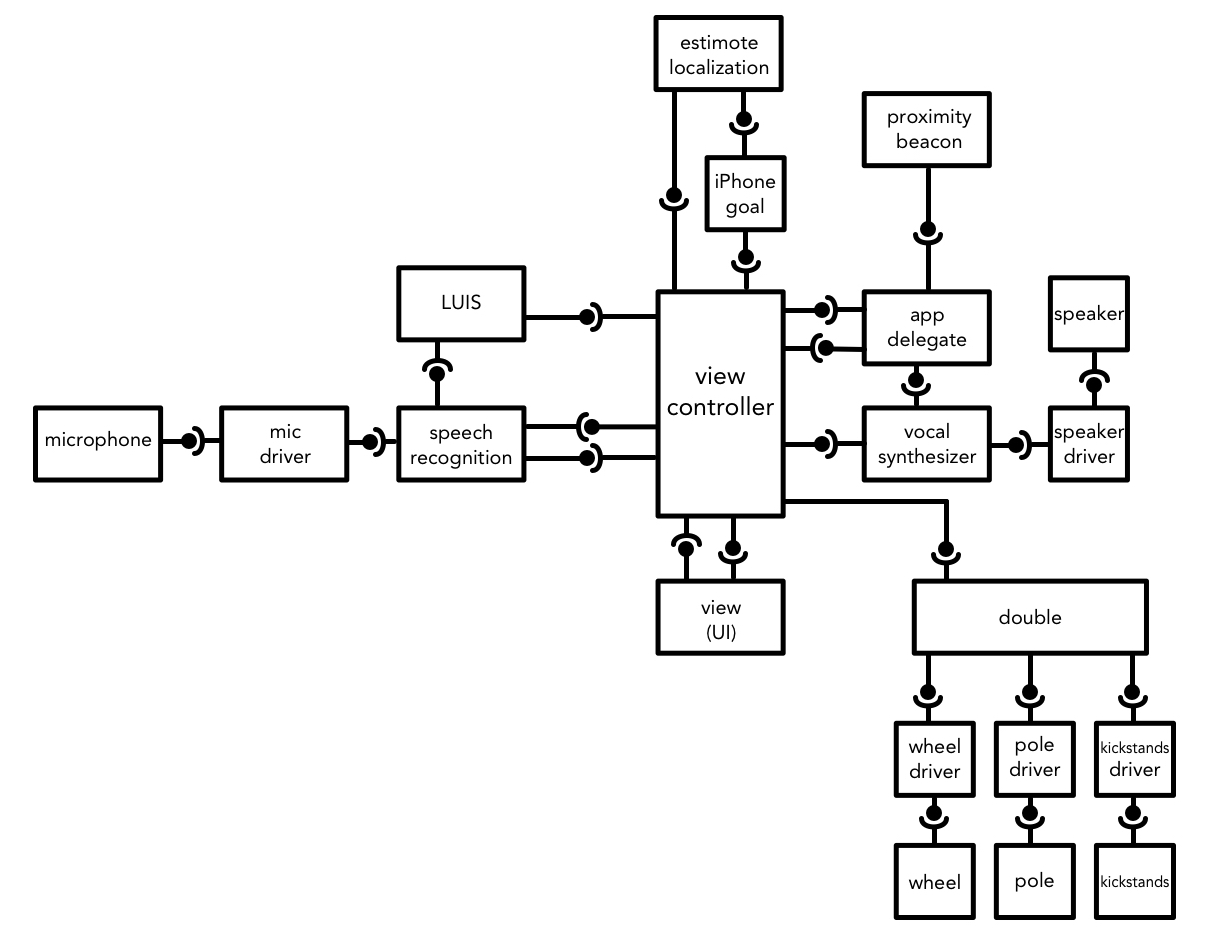 estimote
localization
proximity
beacon
iPhone
goal
LUIS
app
delegate
speaker
view
controller
microphone
mic
driver
speech
recognition
vocal
synthesizer
speaker
driver
view
(UI)
double
wheel
driver
pole
driver
kickstands
driver
wheel
pole
kickstands